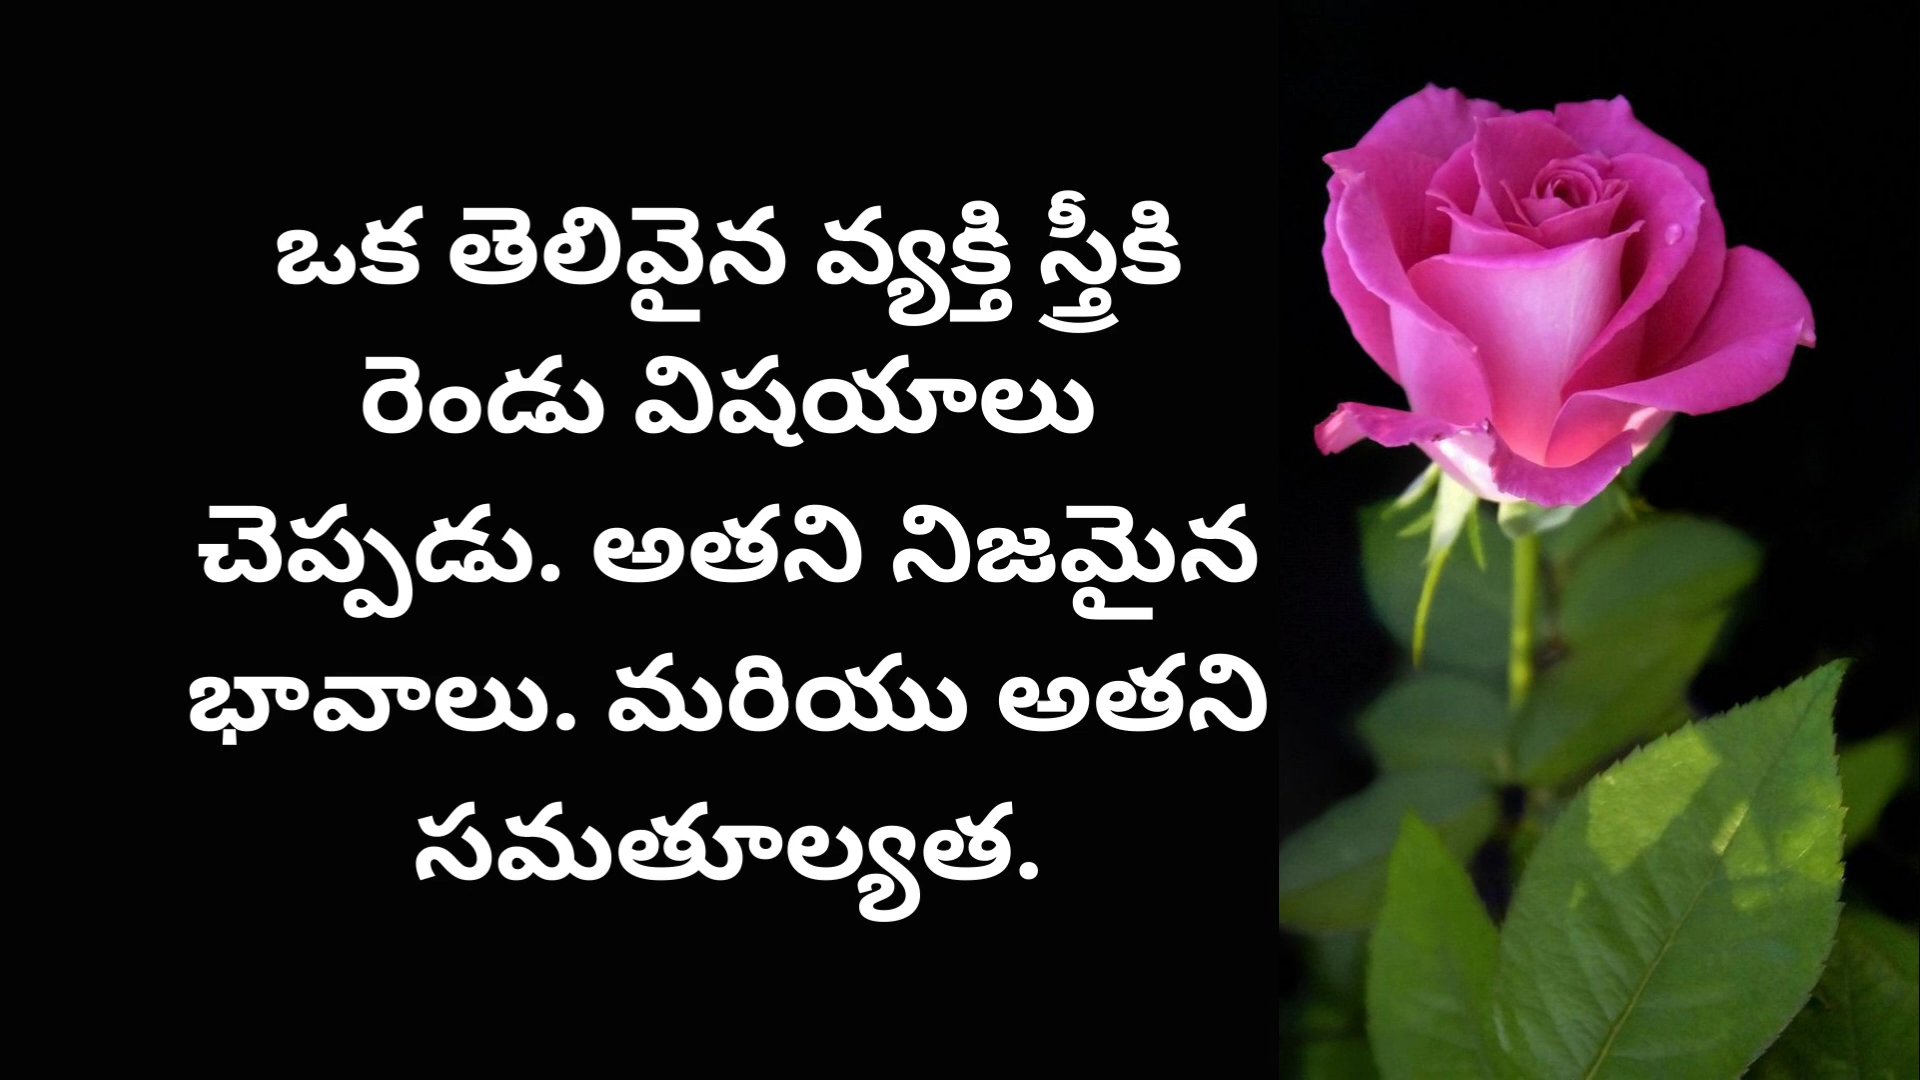 ఒక తెలివైన వ్యక్తి స్త్రీకి
రెండు విషయాలు
చెప్పడు. అతని నిజమైన
భావాలు. మరియు అతని
సమతూల్యత.